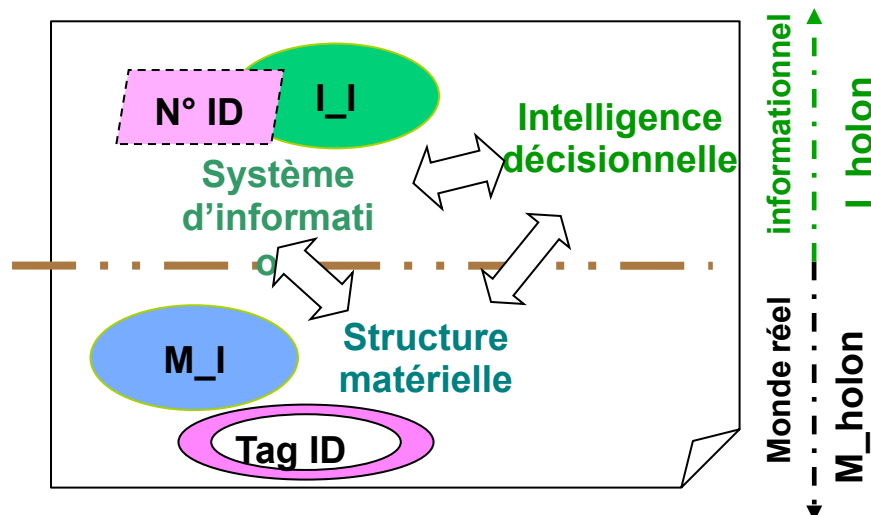 N° ID
I_I
Intelligence
décisionnelle
Système
d'informati
o
M_I
Structure
matérielle
Tag ID
informationnel
I_holon
Monde réel
M_holon